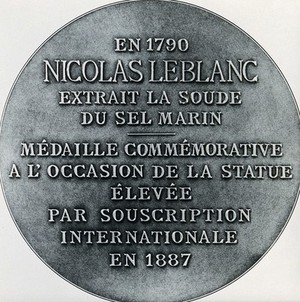 EN 1790
NICOLAS LEBLANC
EXTRAIT LA SOUDE
DU SEL MARIN
MÉDAILLE COMMÉMORATIVE
A L'OCCASION DE LA STATUE
ÉLEVÉE
PAR SOUSCRIPTION
INTERNATIONALE
EN 1887